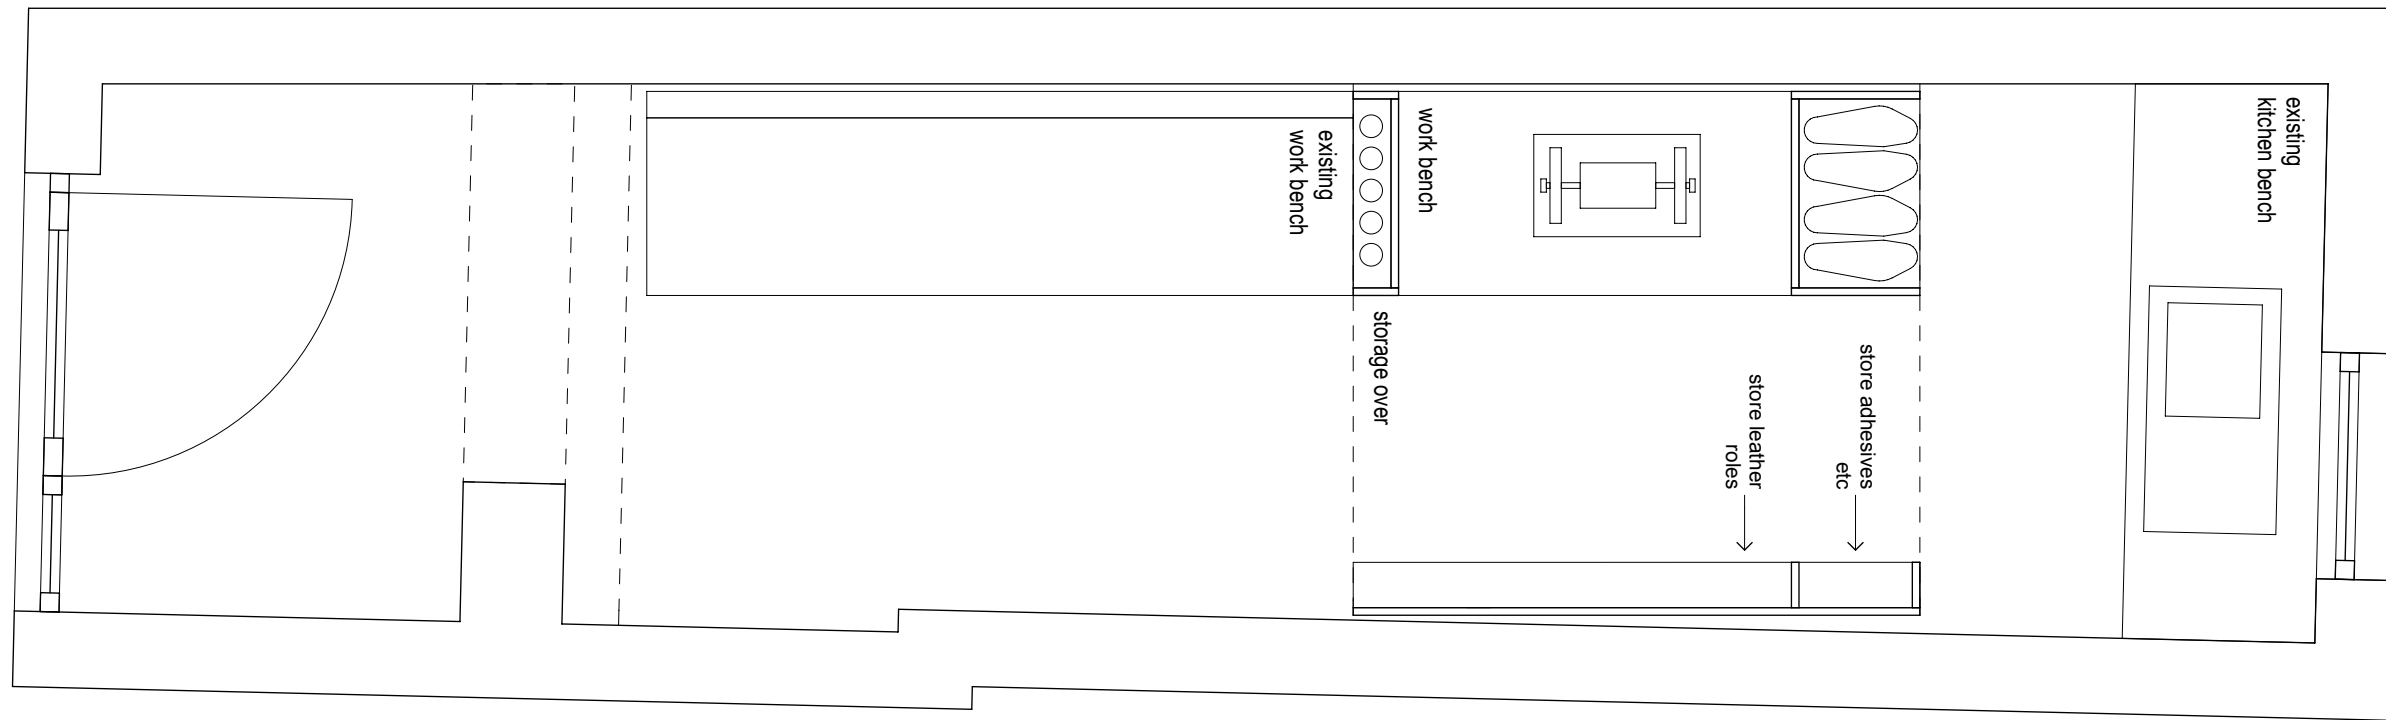 existing
work bench
work bench
existing
kitchen bench
storage over
store leather
roles
store adhesives
etc